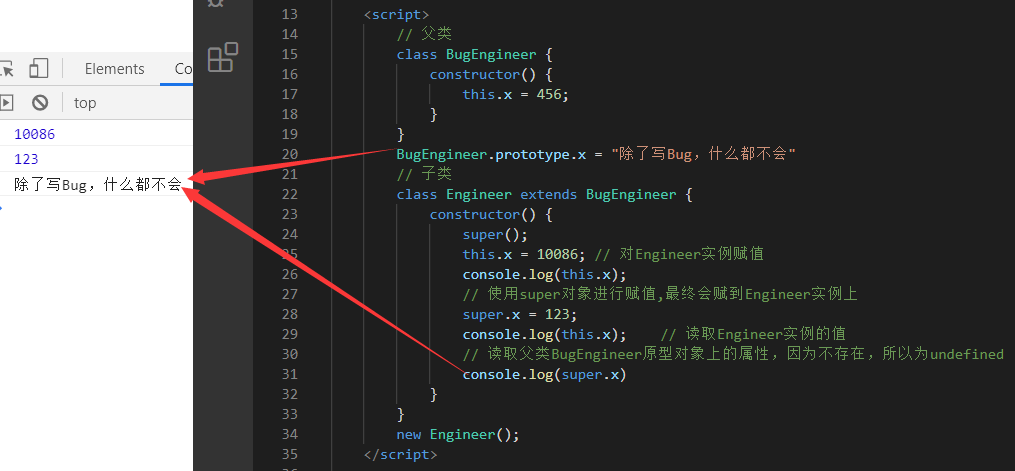 Elements
Co
top
10086
123
除了写Bug，什么都不会
13 <script>
14 // 父类
15 class BugEngineer {
16 constructor() {
17 this.x = 456;
18 }
19 }
20 BugEngineer.prototype.x = "除了写Bug，什么都不会"
21 // 子类
22 class Engineer extends BugEngineer {
23 constructor() {
24 super();
25 this.x = 10086; // 对Engineer实例赋值
26 console.log(this.x);
27 // 使用super对象进行赋值,最终会赋到Engineer实例上
28 super.x = 123;
29 console.log(this.x); // 读取Engineer实例的值
30 // 读取父类BugEngineer原型对象上的属性，因为不存在，所以为undefined
31 console.log(super.x)
32 }
33 }
34 new Engineer();
35 </script>